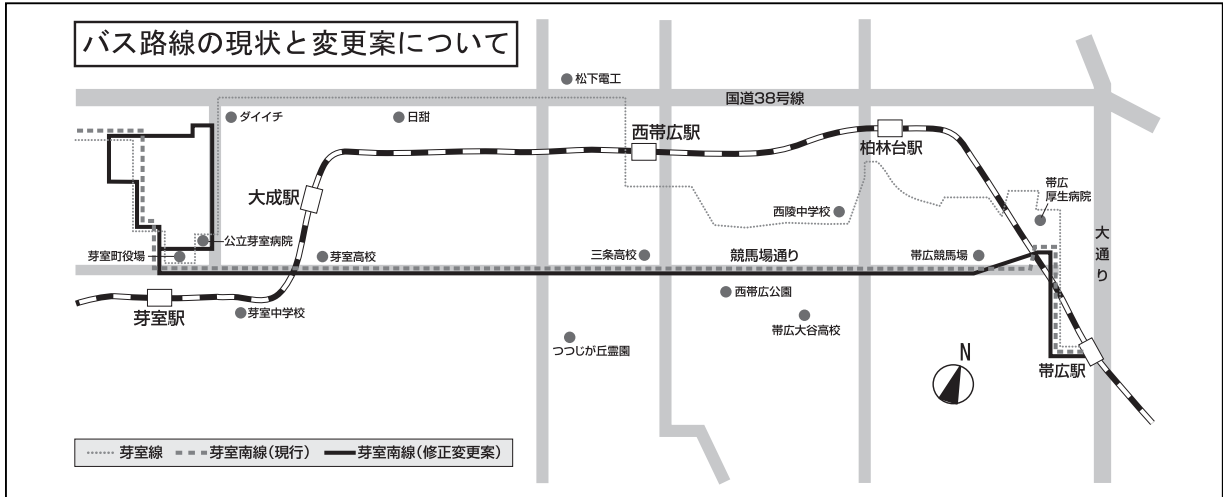 バス路線の現状と変更案について
松下電工
国道38号線
ダイイチ
日甜
西帯広駅
柏林台駅
大成駅
帯広
厚生病院
西陵中学校
大通り
公立芽室病院
芽室町役場
芽室高校
三条高校
競馬場通り
帯広競馬場
西帯広公園
芽室駅
芽室中学校
帯広大谷高校
つつじが丘霊園
N
帯広駅
芽室線
芽室南線(現行)
芽室南線(修正変更案)